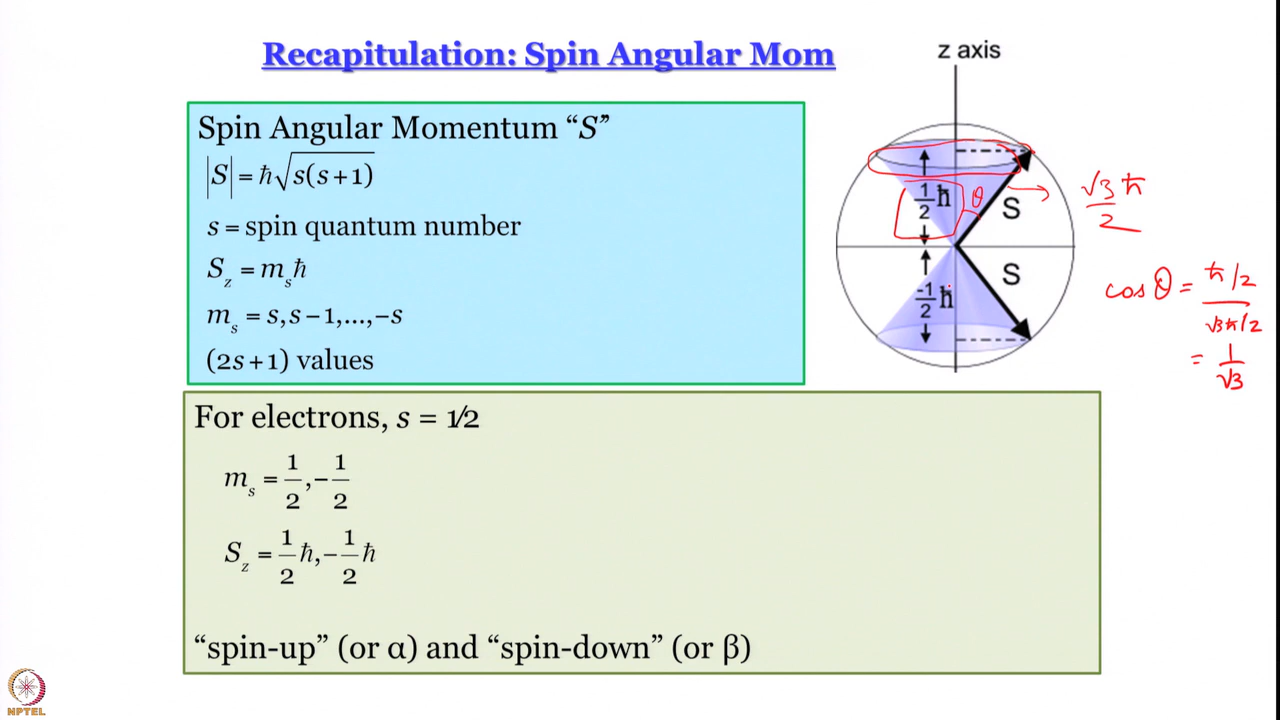 Recapitulation: Spin Angular Mom
Spin Angular Momentum “S”
|S| = ħ√s(s+1)
s = spin quantum number
S_z = m_sħ
m_s = s, s−1,...,−s
(2s+1) values
For electrons, s = 1⁄2
m_s = 1/2, −1/2
S_z = 1/2 ħ, −1/2 ħ
“spin-up” (or α) and “spin-down” (or β)
z axis
1/2 ħ
θ
S
√3 ħ/2
-1/2 ħ
S
cos θ = ħ/2 / √3ħ/2
= 1/√3
NPTEL